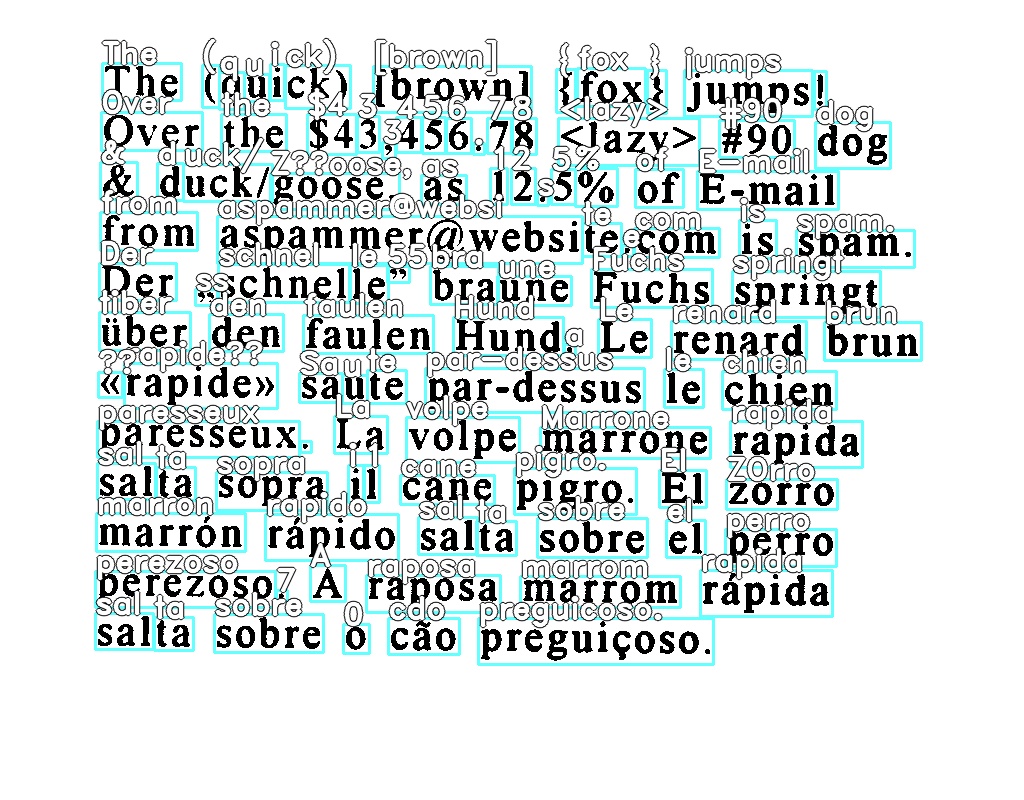 The (quick) [brown] {fox} jumps!
Over the $43,456.78 <lazy> #90 dog
& duck/goose, as 12.5% of E-mail
from aspammer@website.com is spam.
Der „schnelle” braune Fuchs springt
über den faulen Hund. Le renard brun
«rapide» saute par-dessus le chien
paresseux. La volpe marrone rapida
salta sopra il cane pigro. El zorro
marrón rápido salta sobre el perro
perezoso. A raposa marrom rápida
salta sobre o cão preguiçoso.